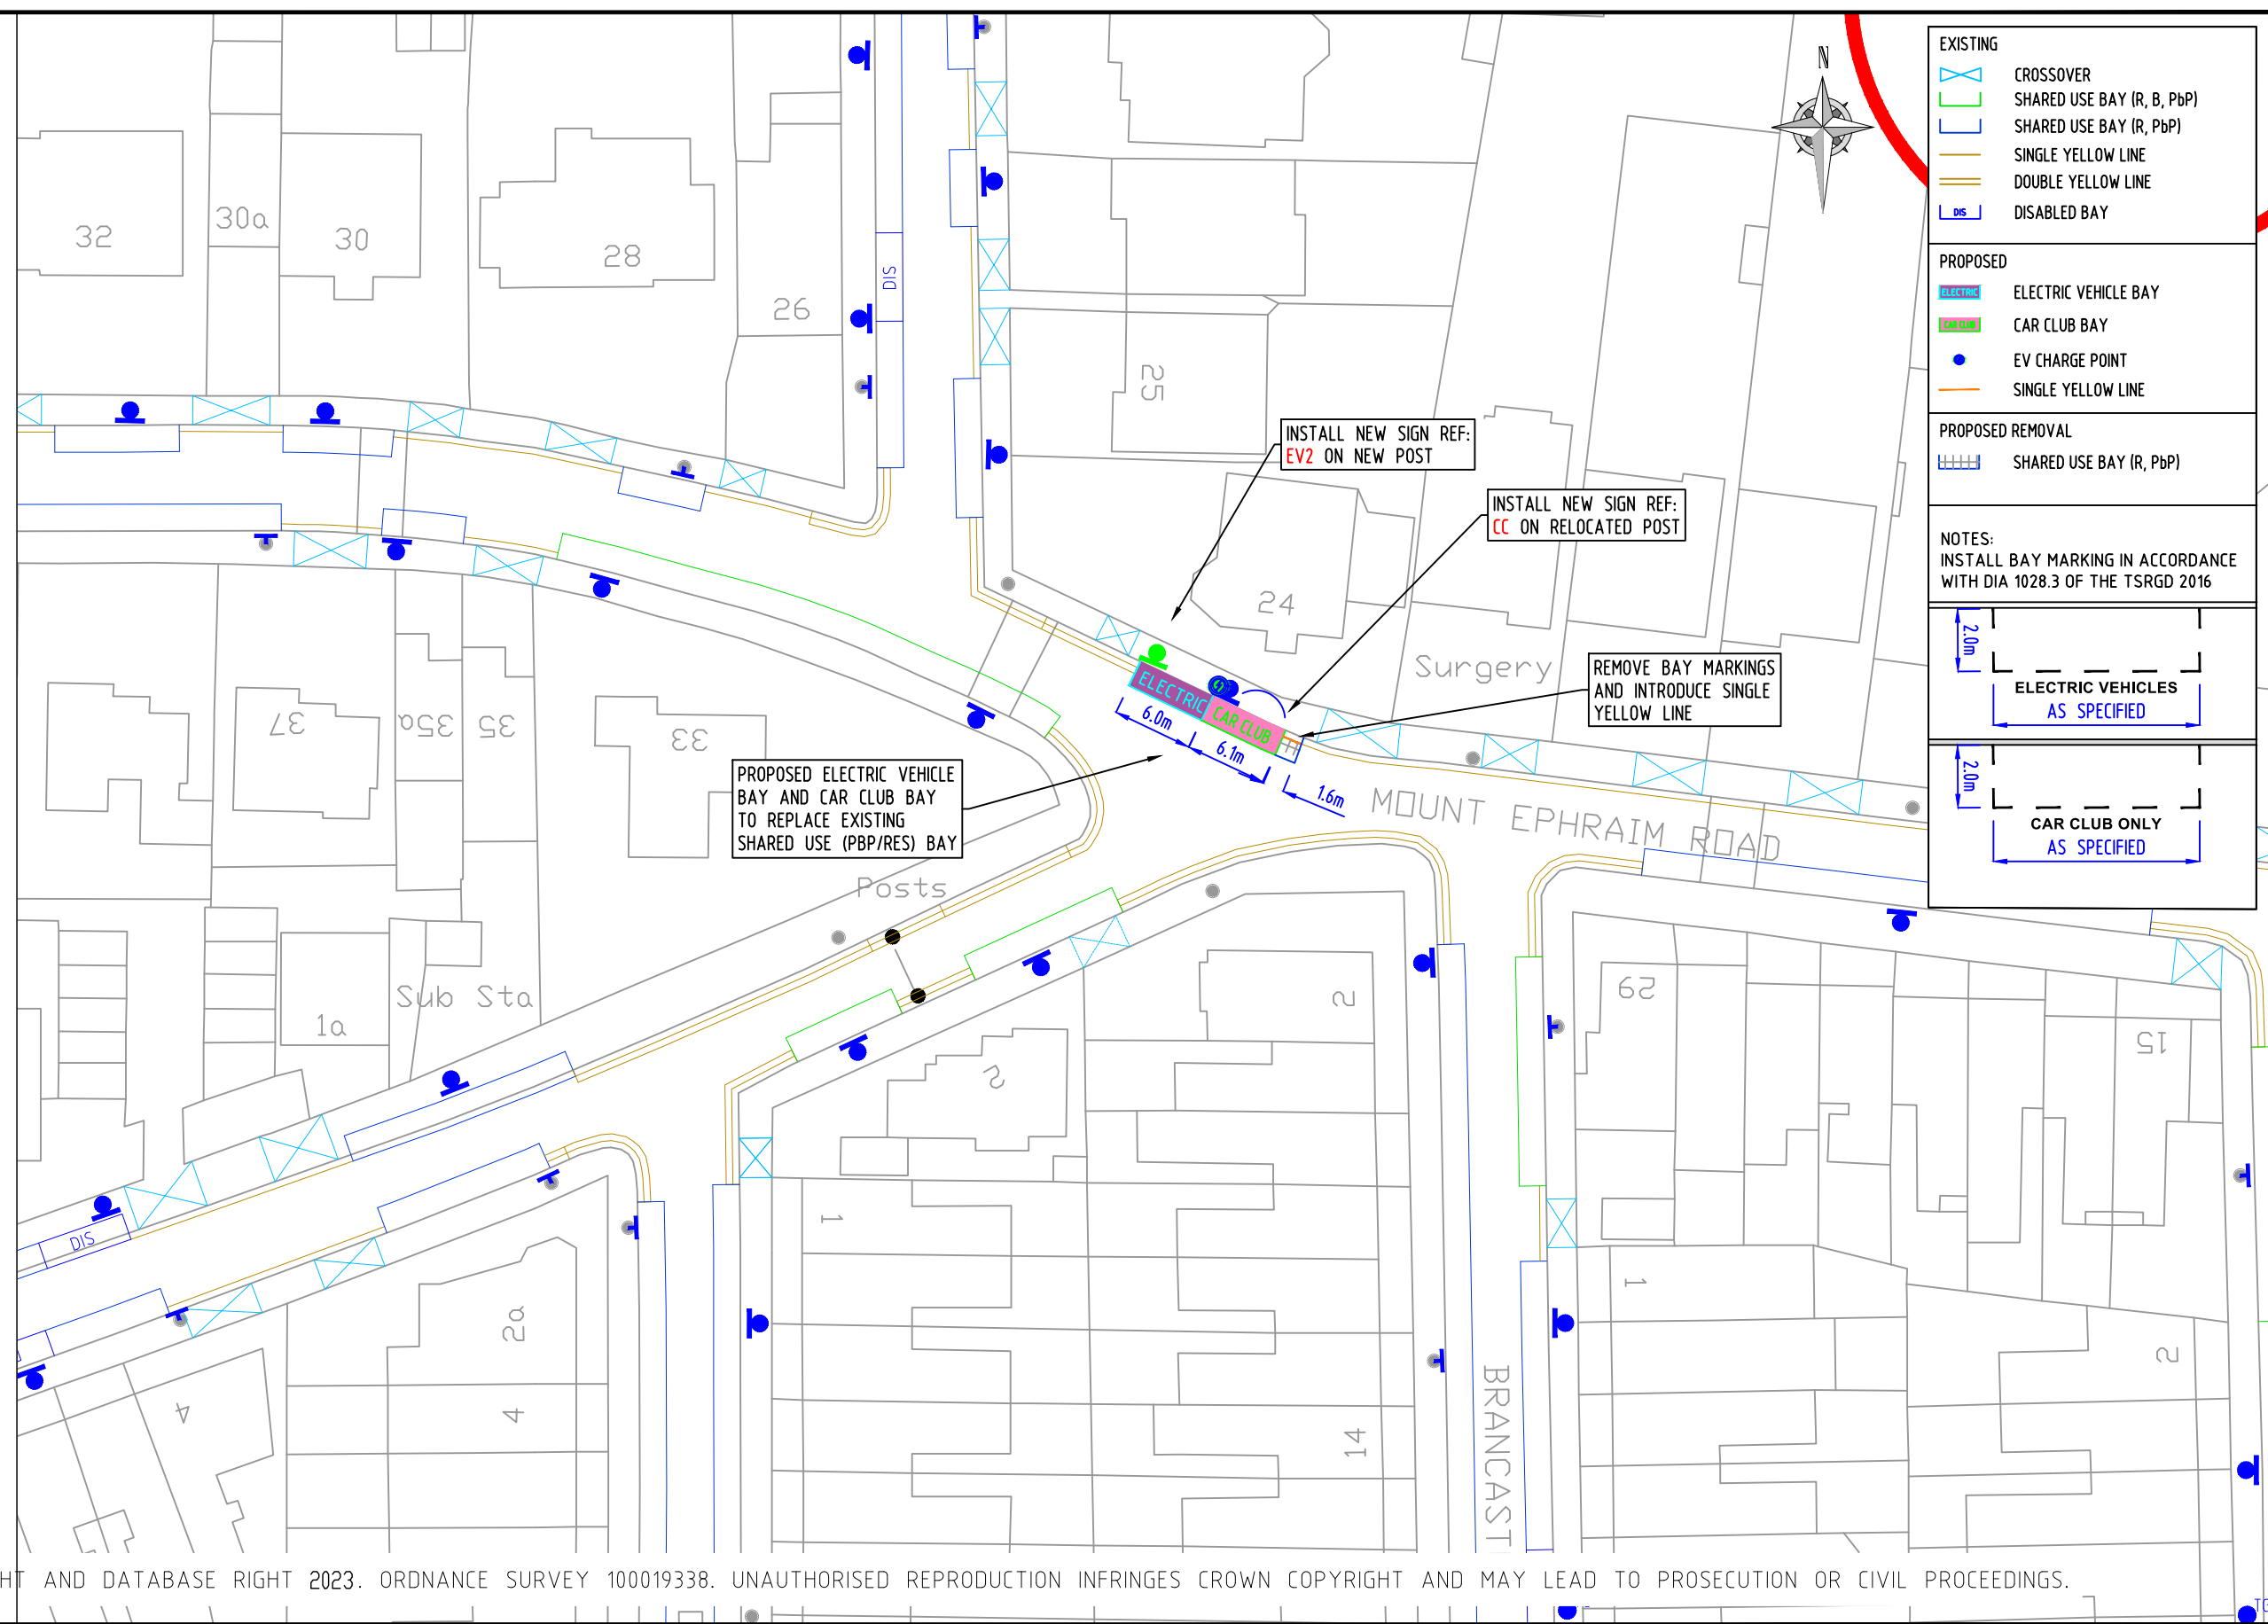 EXISTING
CROSSOVER
SHARED USE BAY (R, B, PbP)
SHARED USE BAY (R, PbP)
SINGLE YELLOW LINE
DOUBLE YELLOW LINE
DIS DISABLED BAY
PROPOSED
ELECTRIC ELECTRIC VEHICLE BAY
CAR CLUB CAR CLUB BAY
EV CHARGE POINT
SINGLE YELLOW LINE
PROPOSED REMOVAL
SHARED USE BAY (R, PbP)
NOTES:
INSTALL BAY MARKING IN ACCORDANCE
WITH DIA 1028.3 OF THE TSRGD 2016
2.0m
ELECTRIC VEHICLES
AS SPECIFIED
2.0m
CAR CLUB ONLY
AS SPECIFIED
N
32
30a
30
28
26
DIS
25
INSTALL NEW SIGN REF:
EV2 ON NEW POST
INSTALL NEW SIGN REF:
CC ON RELOCATED POST
24
Surgery
REMOVE BAY MARKINGS
AND INTRODUCE SINGLE
YELLOW LINE
ELECTRIC
CAR CLUB
6.0m
6.1m
1.6m
37
35a
35
33
PROPOSED ELECTRIC VEHICLE
BAY AND CAR CLUB BAY
TO REPLACE EXISTING
SHARED USE (PBP/RES) BAY
MOUNT EPHRAIM ROAD
Posts
Sub Sta
1a
2
2
29
15
DIS
1
1
2a
2
4
4
14
BRANCAST
HT AND DATABASE RIGHT 2023. ORDNANCE SURVEY 100019338. UNAUTHORISED REPRODUCTION INFRINGES CROWN COPYRIGHT AND MAY LEAD TO PROSECUTION OR CIVIL PROCEEDINGS.